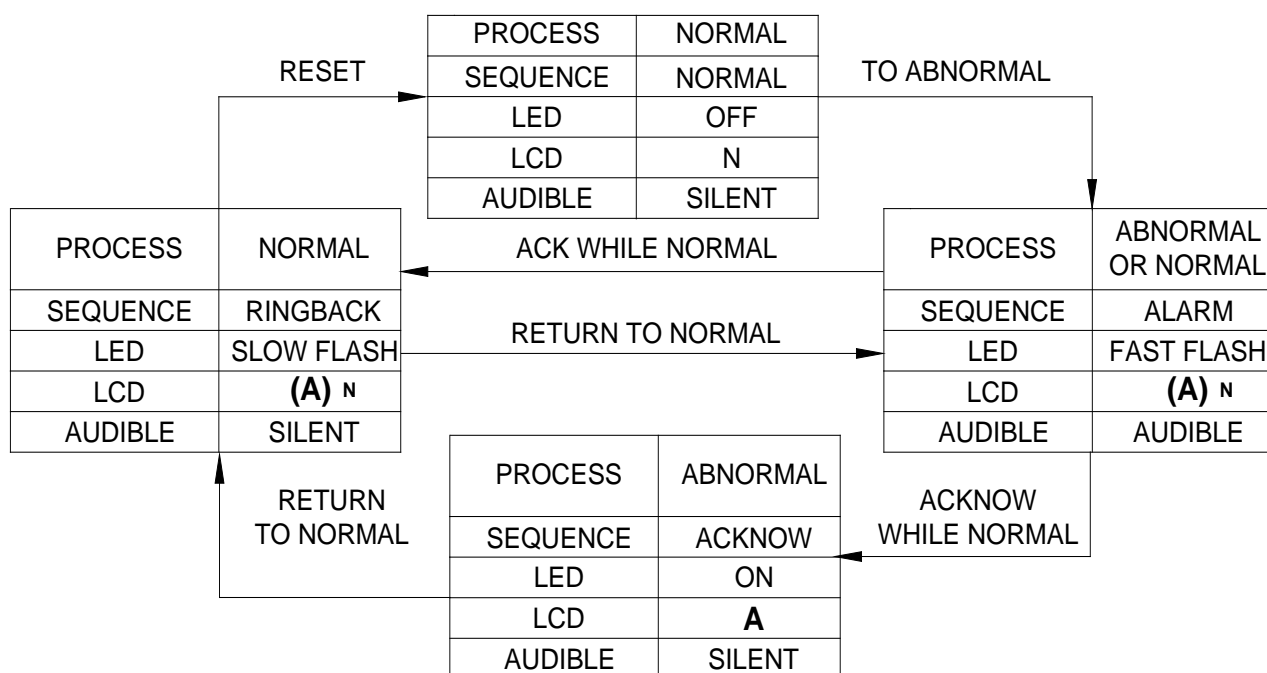 PROCESS NORMAL
RESET
SEQUENCE NORMAL
TO ABNORMAL
LED OFF
LCD N
AUDIBLE SILENT
PROCESS NORMAL
SEQUENCE RINGBACK
LED SLOW FLASH
LCD (A) N
AUDIBLE SILENT
ACK WHILE NORMAL
RETURN TO NORMAL
PROCESS ABNORMAL
OR NORMAL
SEQUENCE ALARM
LED FAST FLASH
LCD (A) N
AUDIBLE AUDIBLE
RETURN
TO NORMAL
PROCESS ABNORMAL
SEQUENCE ACKNOW
LED ON
LCD A
AUDIBLE SILENT
ACKNOW
WHILE NORMAL